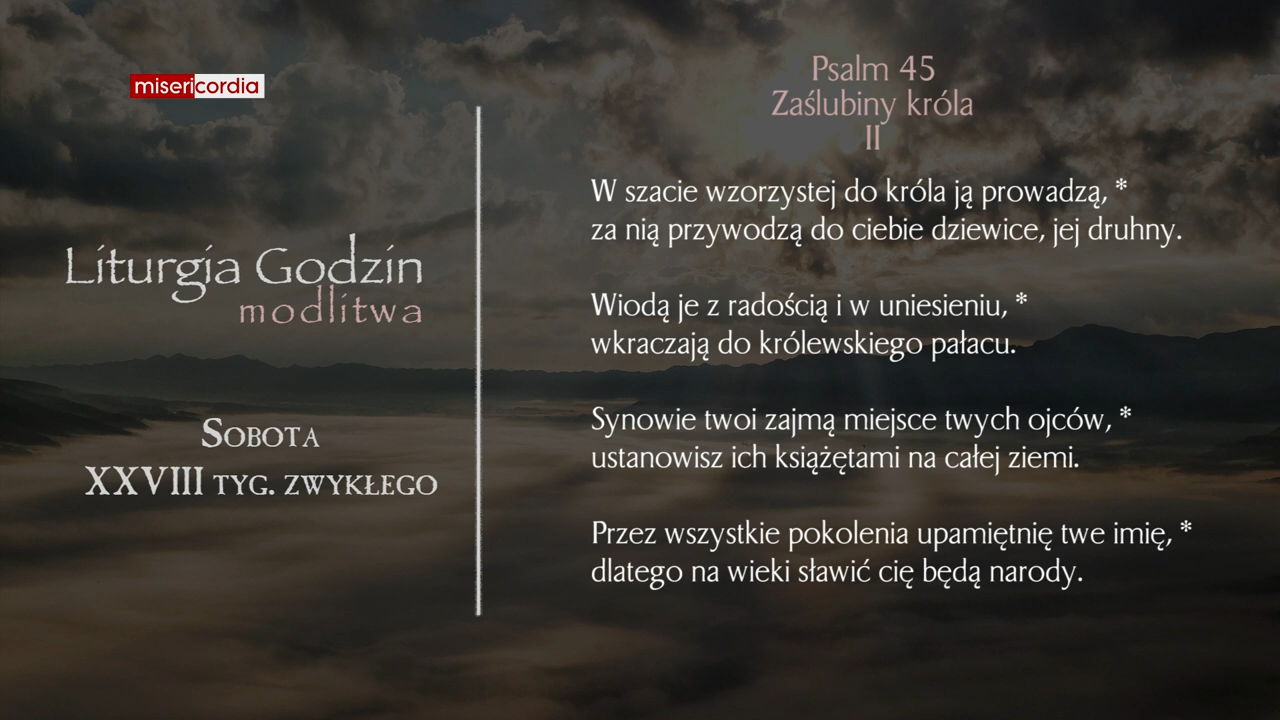 misericordia
Liturgia Godzin
modlitwa
Sobota
XXVIII tyg. zwykłego
Psalm 45
Zaślubiny króla
II
W szacie wzorzystej do króla ją prowadzą, *
za nią przywodzą do ciebie dziewice, jej druhny.
Wiodą je z radością i w uniesieniu, *
wkraczają do królewskiego pałacu.
Synowie twoi zajmą miejsce twych ojców, *
ustanowisz ich książętami na całej ziemi.
Przez wszystkie pokolenia upamiętnię twe imię, *
dlatego na wieki sławić cię będą narody.